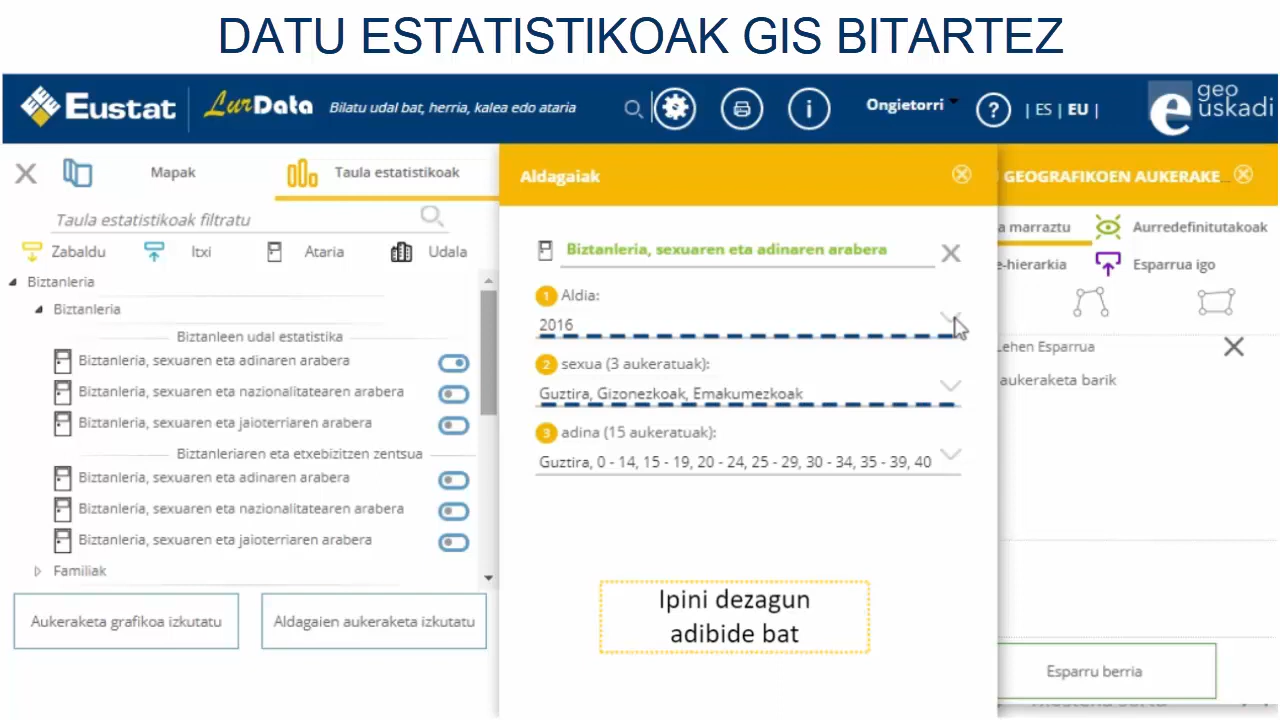 DATU ESTATISTIKOAK GIS BITARTEZ
Eustat
LurData
Bilatu udal bat, herria, kalea edo ataria
Ongietorri
?
| ES | EU |
geo
euskadi
Mapak
Taula estatistikoak
Taula estatistikoak filtratu
Zabaldu
Itxi
Ataria
Udala
Biztanleria
Biztanleria
Biztanleen udal estatistika
Biztanleria, sexuaren eta adinaren arabera
Biztanleria, sexuaren eta nazionalitatearen arabera
Biztanleria, sexuaren eta jaioterriaren arabera
Biztanleriaren eta etxebizitzen zentsua
Biztanleria, sexuaren eta adinaren arabera
Biztanleria, sexuaren eta nazionalitatearen arabera
Biztanleria, sexuaren eta jaioterriaren arabera
Familiak
Aukeraketa grafikoa izkutatu
Aldagaien aukeraketa izkutatu
Aldagaiak
Biztanleria, sexuaren eta adinaren arabera
1 Aldia:
2016
2 sexua (3 aukeratuak):
Guztira, Gizonezkoak, Emakumezkoak
3 adina (15 aukeratuak):
Guztira, 0 - 14, 15 - 19, 20 - 24, 25 - 29, 30 - 34, 35 - 39, 40
Ipini dezagun
adibide bat
GEOGRAFIKOEN AUKERAKE...
a marraztu
Aurredefinitutakoak
e-hierarkia
Esparrua igo
Lehen Esparrua
aukeraketa barik
Esparru berria